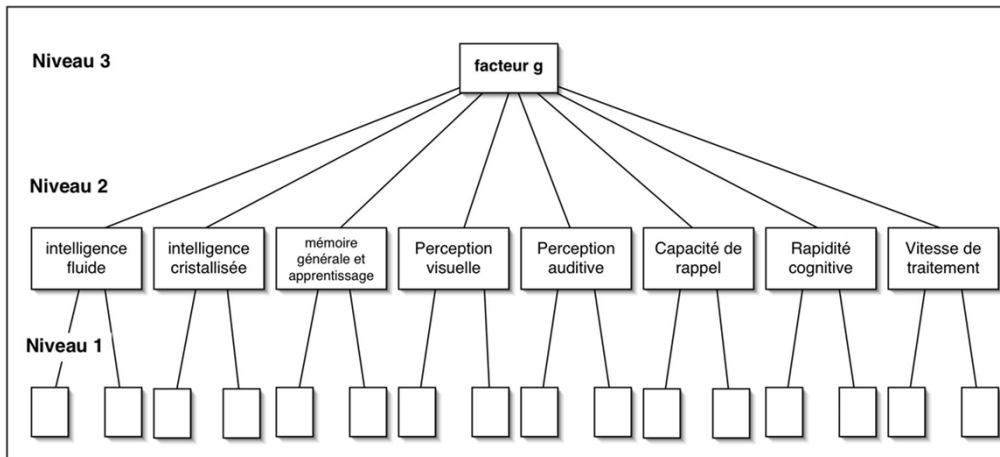 Niveau 3
facteur g
Niveau 2
intelligence
fluide
intelligence
cristallisée
mémoire
générale et
apprentissage
Perception
visuelle
Perception
auditive
Capacité de
rappel
Rapidité
cognitive
Vitesse de
traitement
Niveau 1